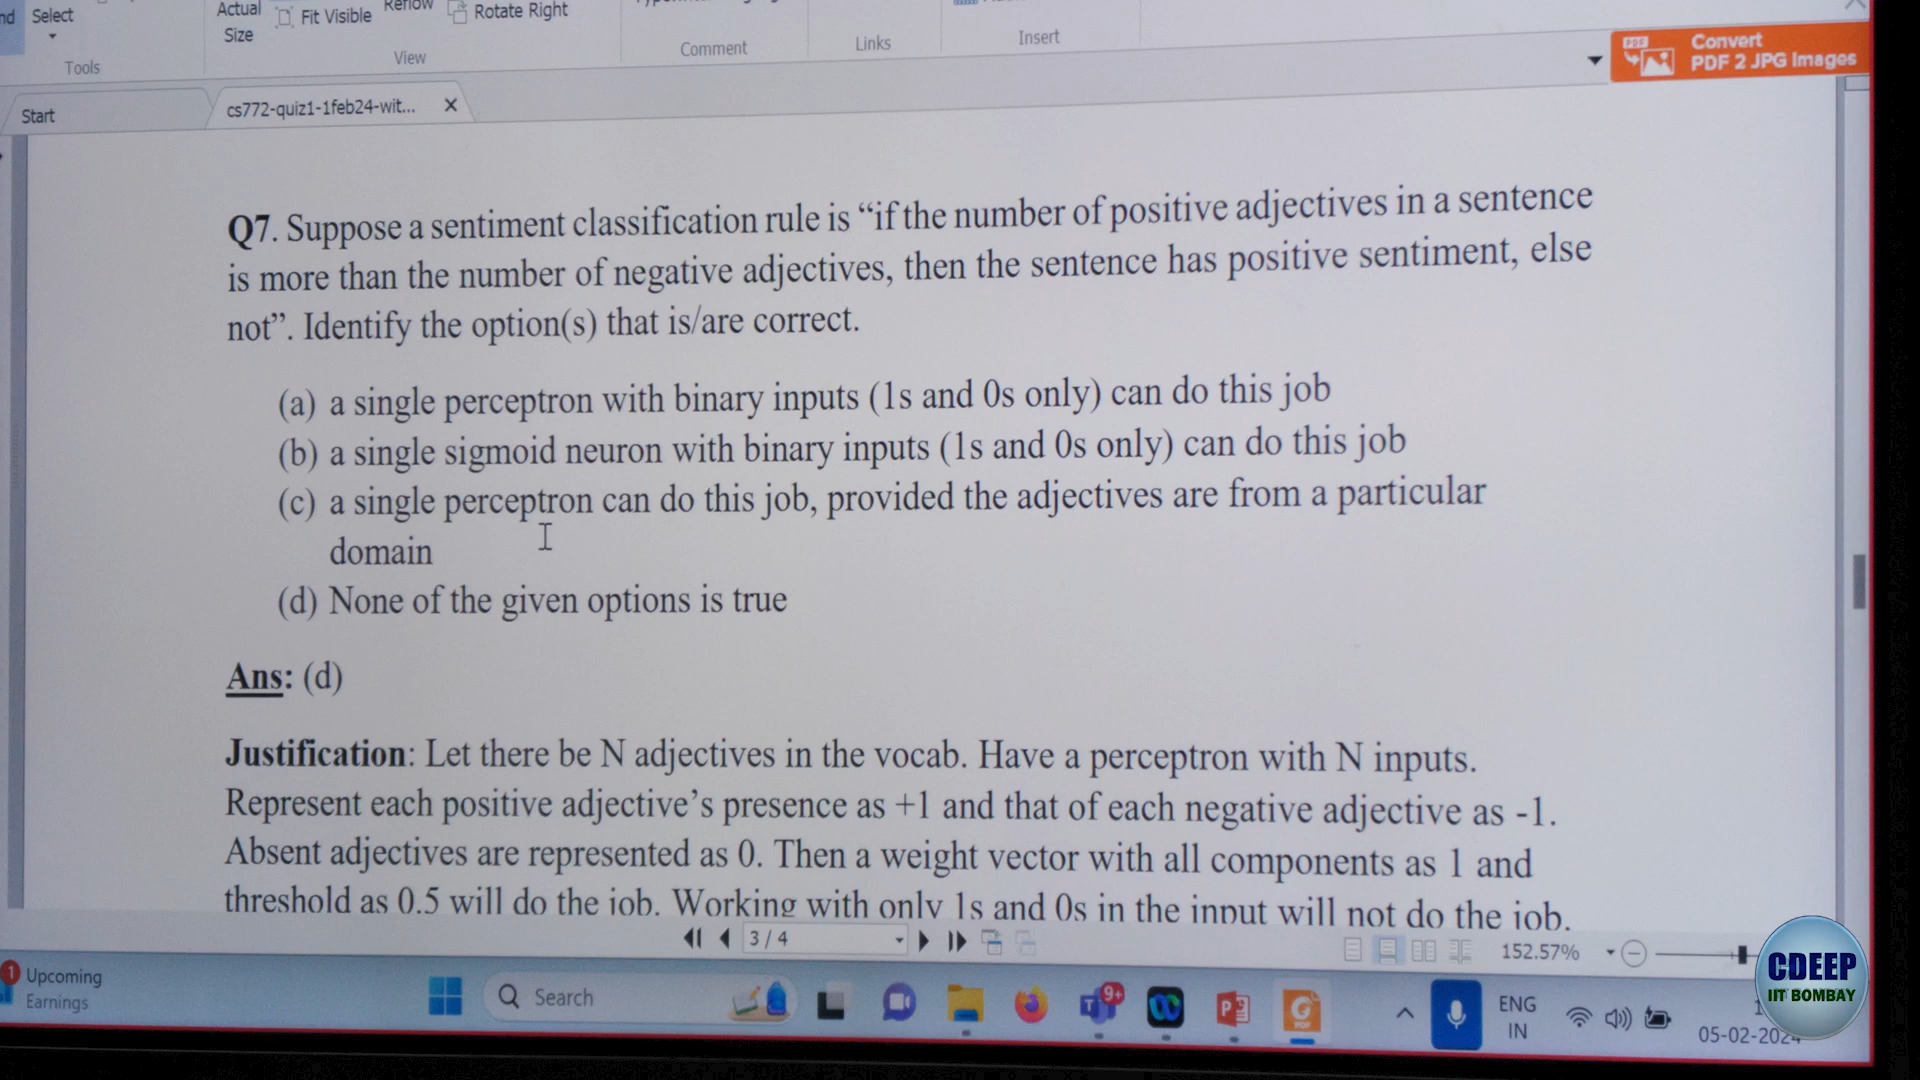 Select
Actual
Size
Fit Visible
Reflow
Rotate Right
Tools
View
Comment
Links
Insert
Convert
PDF 2 JPG Images
Start
cs772-quiz1-1feb24-wit...
Q7. Suppose a sentiment classification rule is “if the number of positive adjectives in a sentence
is more than the number of negative adjectives, then the sentence has positive sentiment, else
not”. Identify the option(s) that is/are correct.
(a) a single perceptron with binary inputs (1s and 0s only) can do this job
(b) a single sigmoid neuron with binary inputs (1s and 0s only) can do this job
(c) a single perceptron can do this job, provided the adjectives are from a particular
domain
(d) None of the given options is true
Ans: (d)
Justification: Let there be N adjectives in the vocab. Have a perceptron with N inputs.
Represent each positive adjective’s presence as +1 and that of each negative adjective as -1.
Absent adjectives are represented as 0. Then a weight vector with all components as 1 and
threshold as 0.5 will do the job. Working with only 1s and 0s in the input will not do the job.
3 / 4
152.57%
CDEEP
IIT BOMBAY
1
Upcoming
Earnings
Search
9+
ENG
IN
05-02-2024